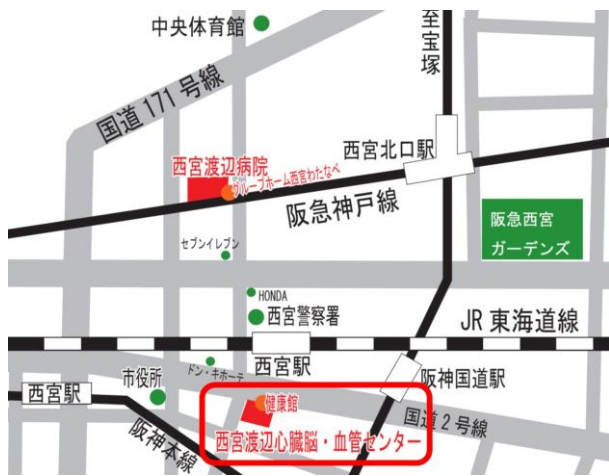 中央体育館
至宝塚
国道171号線
西宮渡辺病院
グループホーム西宮わたなべ
西宮北口駅
阪急神戸線
阪急西宮
ガーデンズ
セブンイレブン
HONDA
西宮警察署
JR東海道線
西宮駅
ドン・キホーテ
阪神国道駅
西宮駅
市役所
健康館
国道2号線
阪神本線
西宮渡辺心臓脳・血管センター